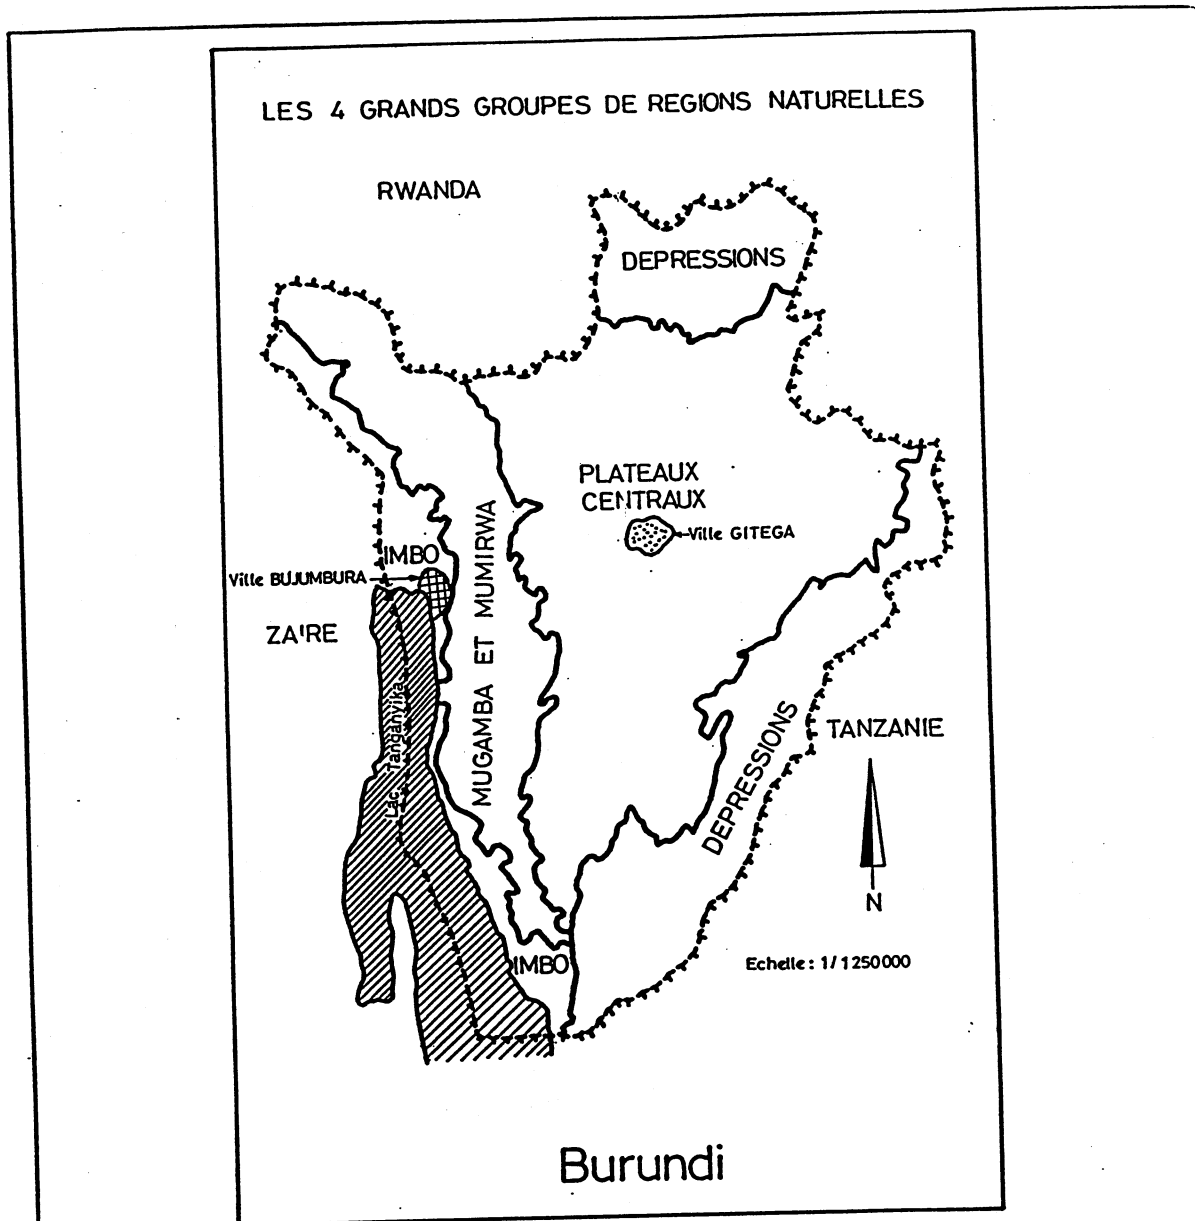 LES 4 GRANDS GROUPES DE REGIONS NATURELLES
RWANDA
DEPRESSIONS
PLATEAUX
CENTRAUX
Ville GITEGA
IMBO
Ville BUJUMBURA
ZA'RE
MUGAMBA ET MUMIRWA
Lac Tanganyika
DEPRESSIONS
TANZANIE
N
IMBO
Echelle: 1/1250000
Burundi